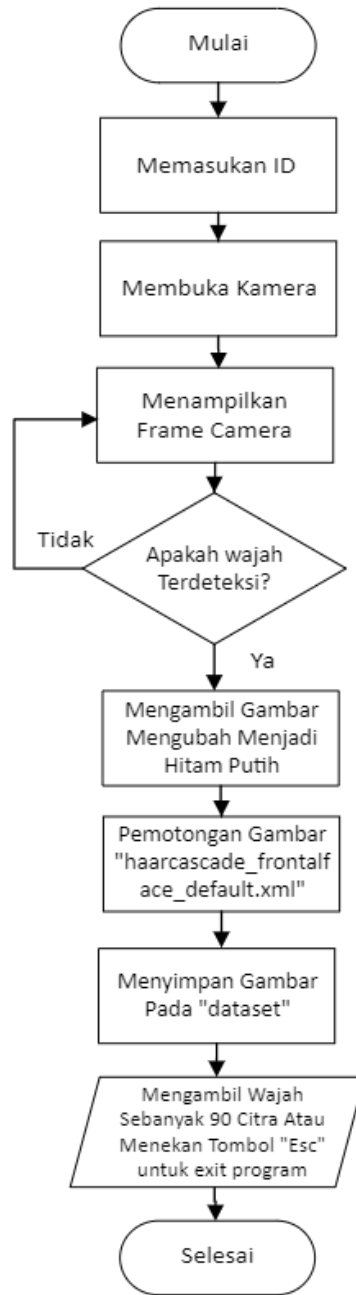 Mulai
Memasukan ID
Membuka Kamera
Menampilkan
Frame Camera
Tidak
Apakah wajah
Terdeteksi?
Ya
Mengambil Gambar
Mengubah Menjadi
Hitam Putih
Pemotongan Gambar
"haarcascade_frontalf
ace_default.xml"
Menyimpan Gambar
Pada "dataset"
Mengambil Wajah
Sebanyak 90 Citra Atau
Menekan Tombol "Esc"
untuk exit program
Selesai